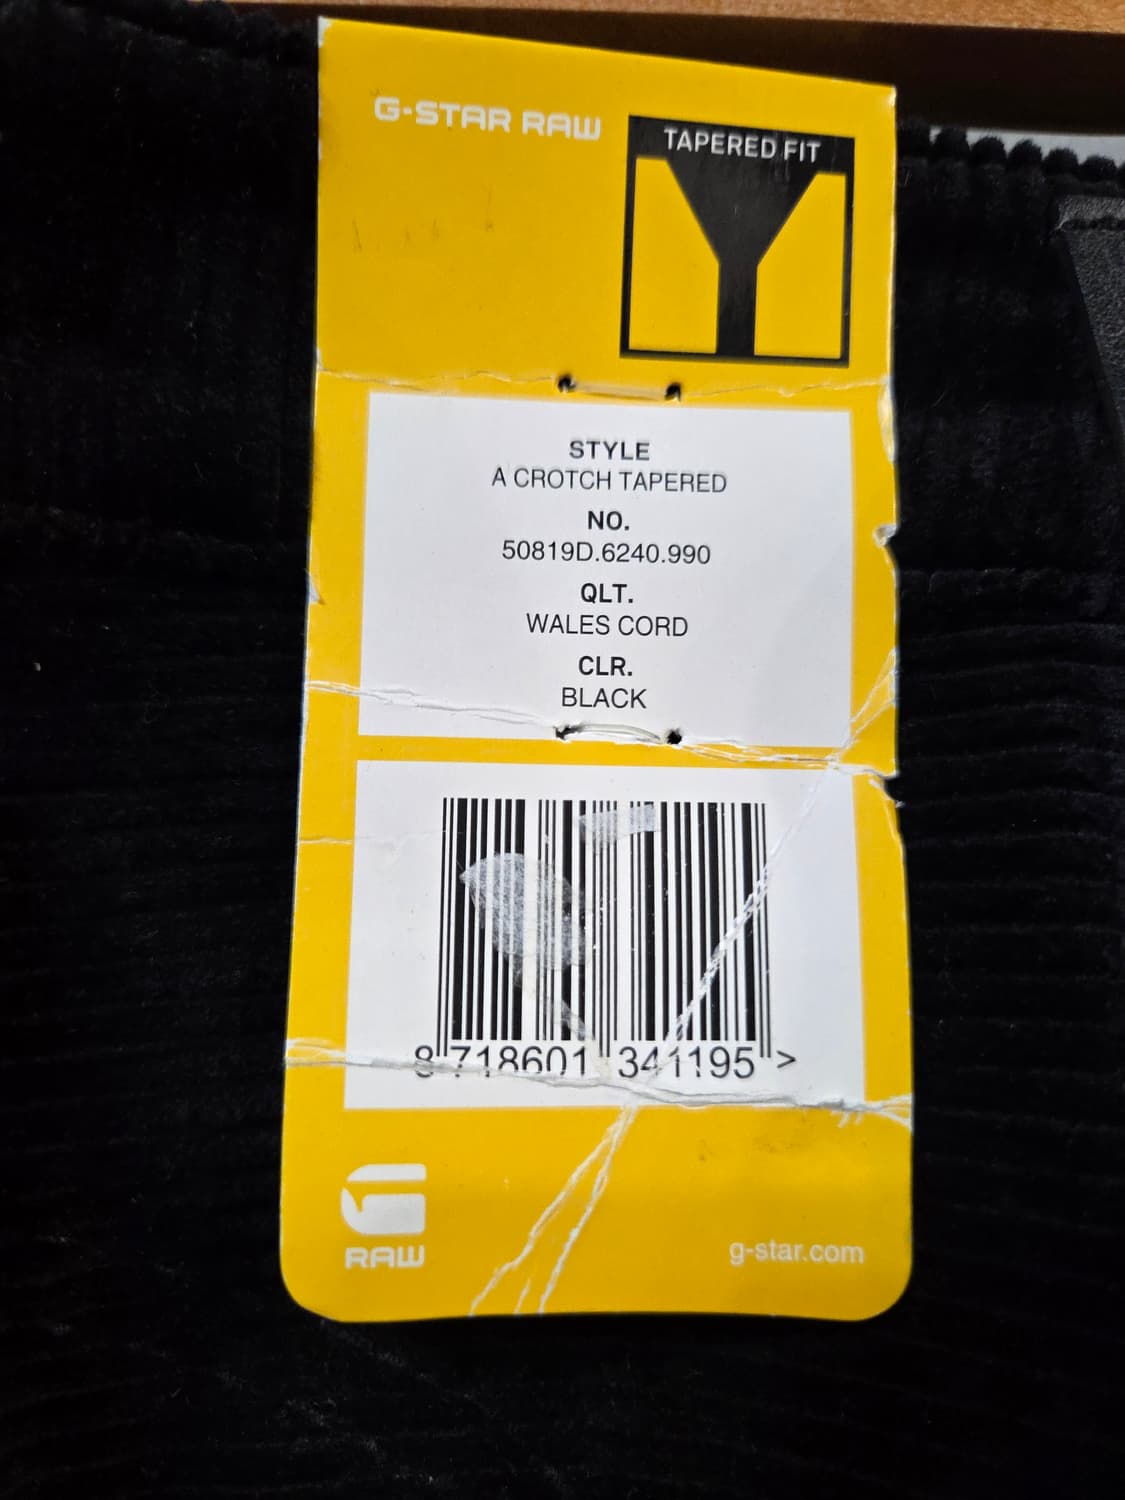 G-STAR RAW
TAPERED FIT
STYLE
A CROTCH TAPERED
NO.
50819D.6240.990
QLT.
WALES CORD
CLR.
BLACK
8 718601 341195 >
RAW
g-star.com